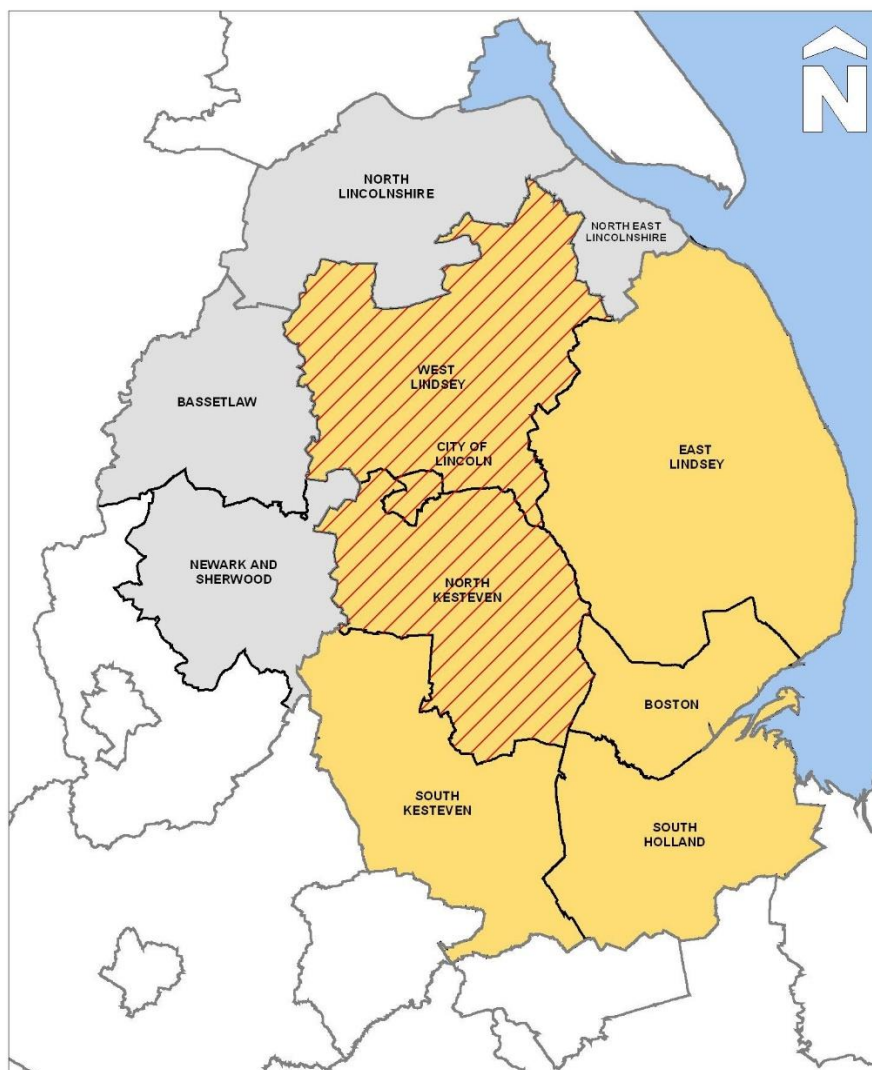 N
NORTH
LINCOLNSHIRE
NORTH EAST
LINCOLNSHIRE
WEST
LINDSEY
BASSETLAW
CITY OF
LINCOLN
EAST
LINDSEY
NEWARK AND
SHERWOOD
NORTH
KESTEVEN
BOSTON
SOUTH
KESTEVEN
SOUTH
HOLLAND